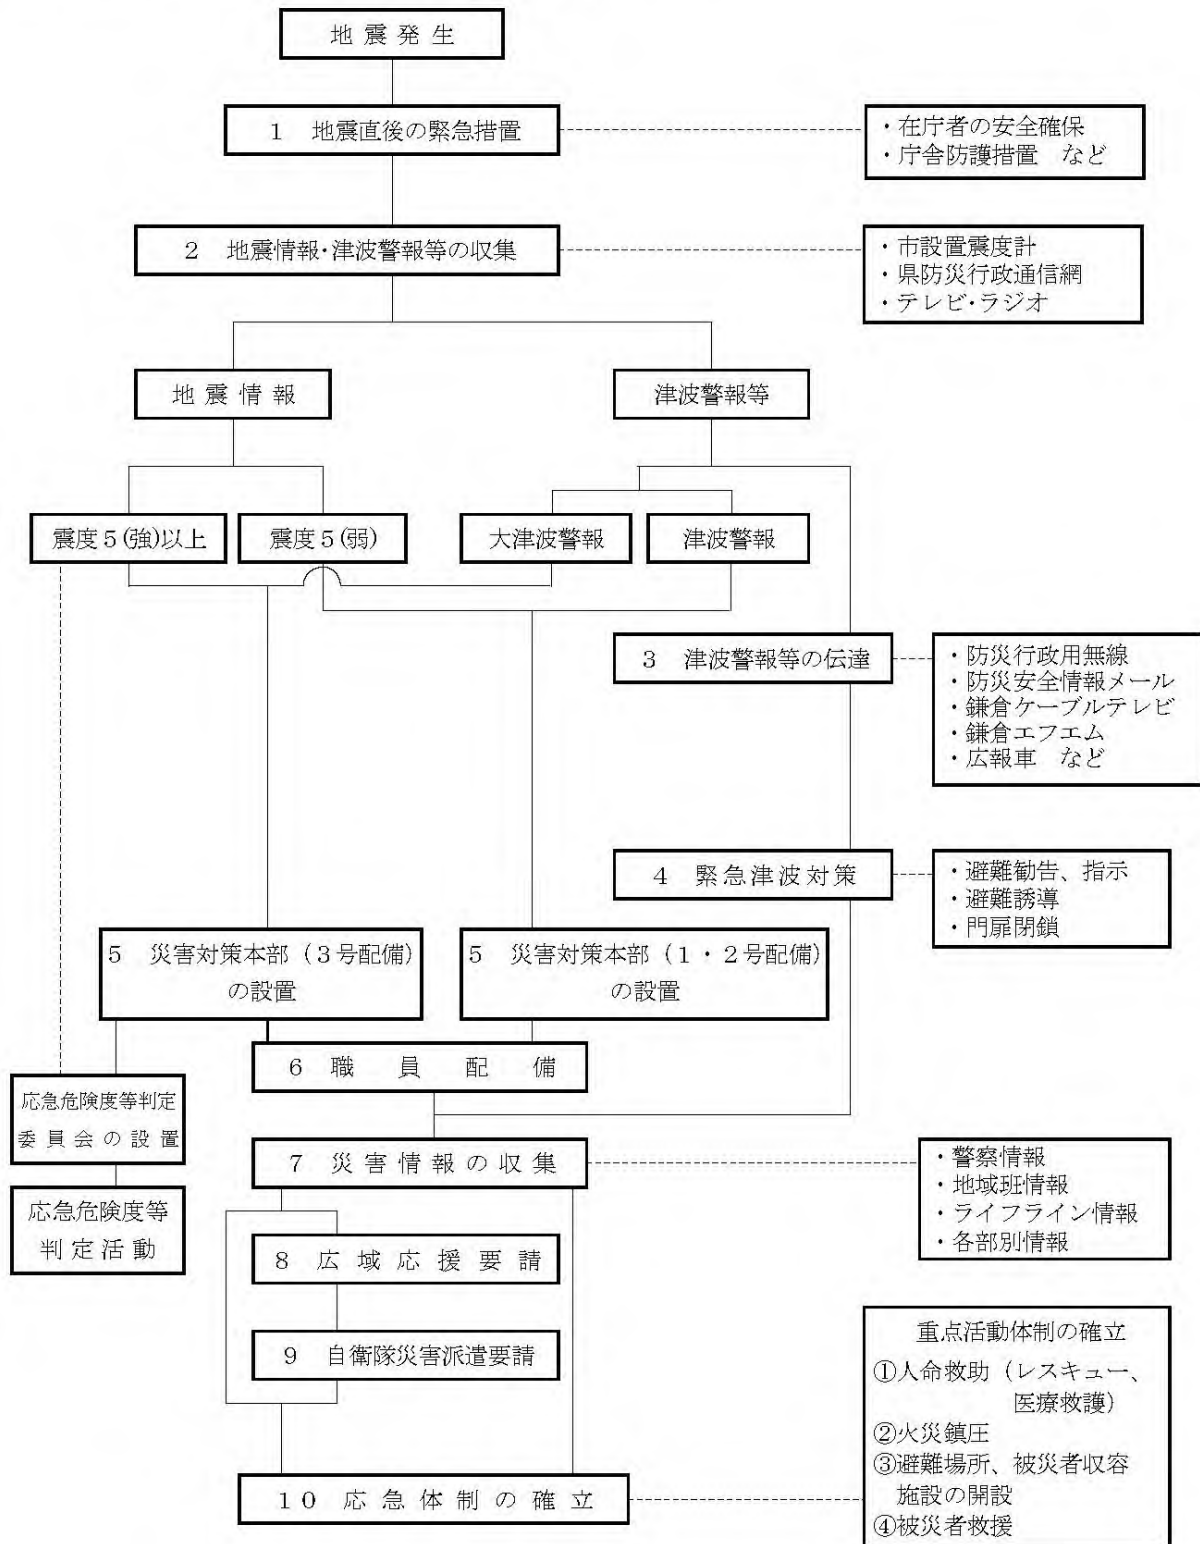 地震発生
1　地震直後の緊急措置
・在庁者の安全確保
・庁舎防護措置　など
2　地震情報・津波警報等の収集
・市設置震度計
・県防災行政通信網
・テレビ・ラジオ
地震情報
津波警報等
震度5(強)以上
震度5(弱)
大津波警報
津波警報
3　津波警報等の伝達
・防災行政用無線
・防災安全情報メール
・鎌倉ケーブルテレビ
・鎌倉エフエム
・広報車　など
4　緊急津波対策
・避難勧告、指示
・避難誘導
・門扉閉鎖
5　災害対策本部（3号配備）
の設置
5　災害対策本部（1・2号配備）
の設置
6　職員配備
応急危険度等判定
委員会の設置
応急危険度等
判定活動
7　災害情報の収集
・警察情報
・地域班情報
・ライフライン情報
・各部別情報
8　広域応援要請
9　自衛隊災害派遣要請
10　応急体制の確立
重点活動体制の確立
①人命救助（レスキュー、
医療救護）
②火災鎮圧
③避難場所、被災者収容
施設の開設
④被災者救援